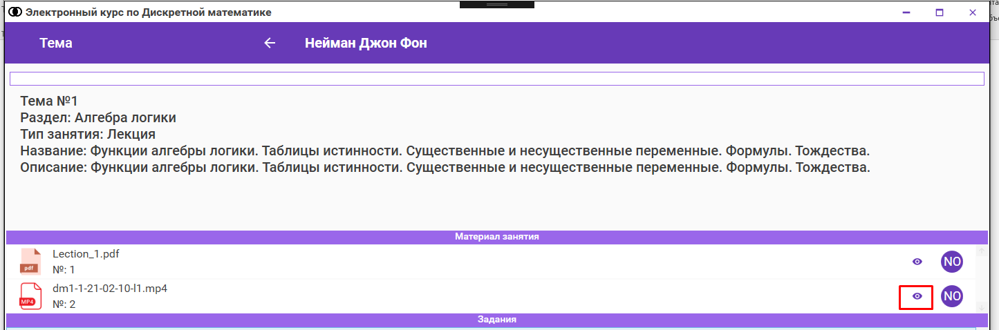 Электронный курс по Дискретной математике
Тема
Нейман Джон Фон
Тема №1
Раздел: Алгебра логики
Тип занятия: Лекция
Название: Функции алгебры логики. Таблицы истинности. Существенные и несущественные переменные. Формулы. Тождества.
Описание: Функции алгебры логики. Таблицы истинности. Существенные и несущественные переменные. Формулы. Тождества.
Материал занятия
pdf
Lection_1.pdf
№: 1
NO
MP4
dm1-1-21-02-10-l1.mp4
№: 2
NO
Задания